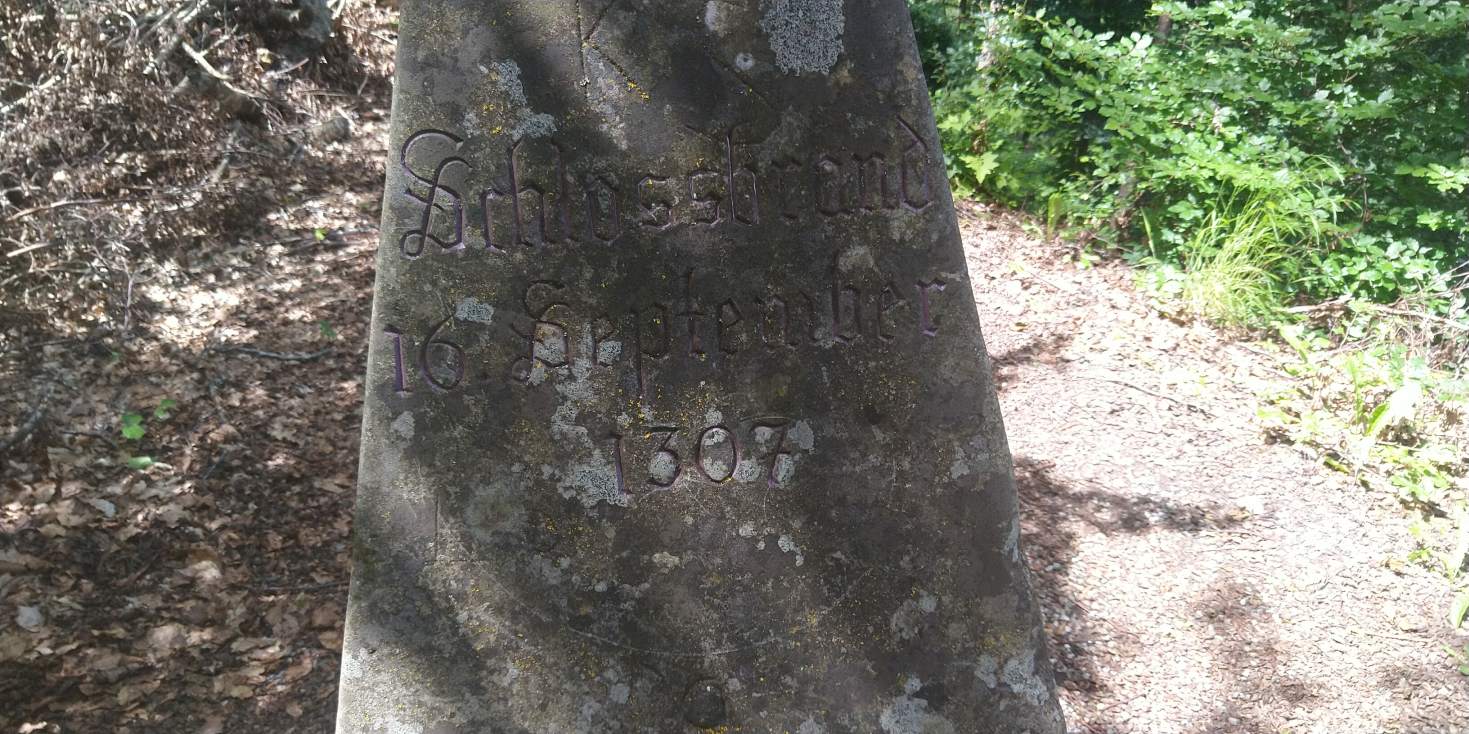 Schlossbrand
16. September
1307